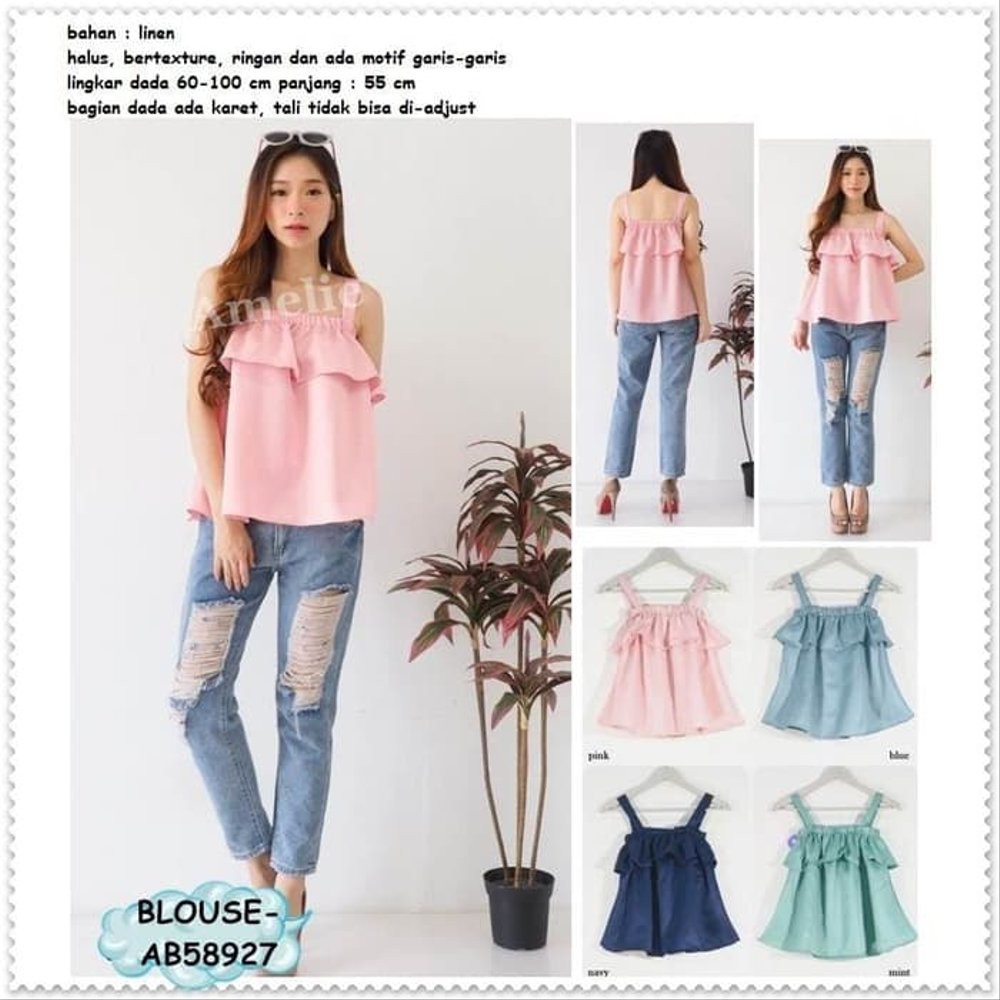 bahan : linen
halus, bertexture, ringan dan ada motif garis-garis
lingkar dada 60-100 cm panjang : 55 cm
bagian dada ada karet, tali tidak bisa di-adjust
Amelie
pink
blue
navy
mint
BLOUSE-
AB58927